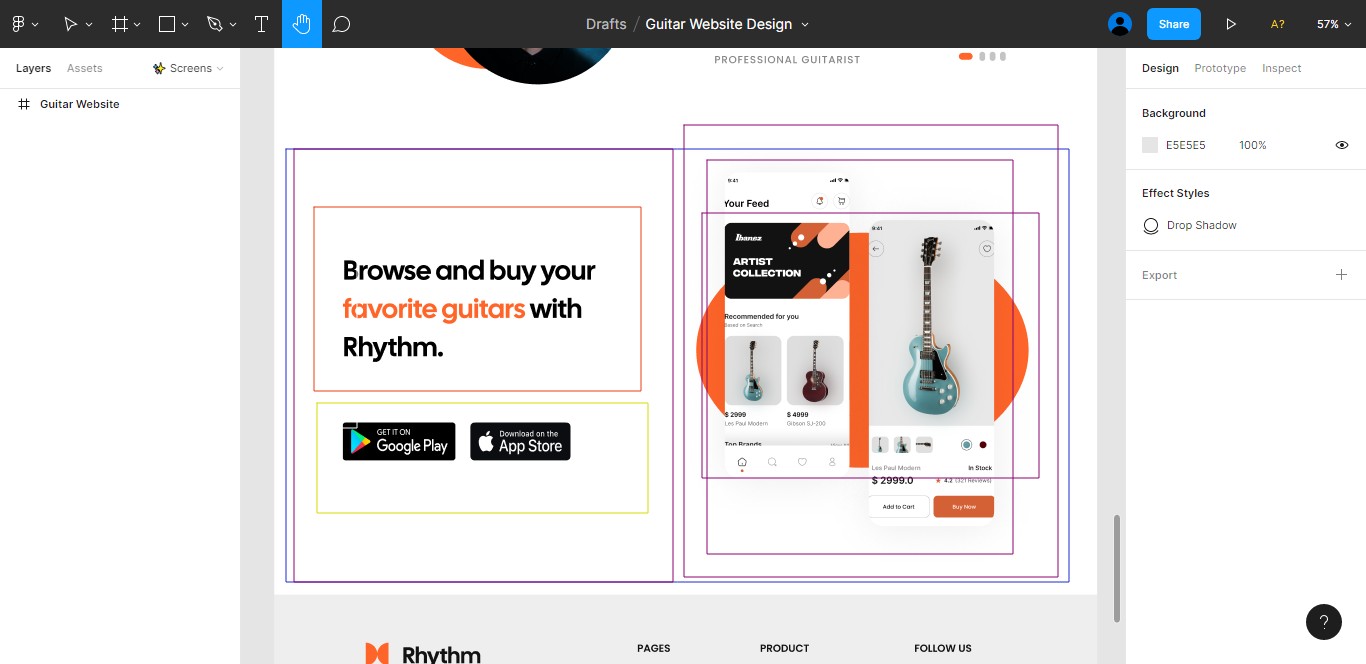 Drafts / Guitar Website Design
Share
A?
57%
Layers
Assets
Screens
Guitar Website
PROFESSIONAL GUITARIST
Browse and buy your
favorite guitars with
Rhythm.
GET IT ON
Google Play
Download on the
App Store
9:41
Your Feed
Ibanez
ARTIST
COLLECTION
Recommended for you
Based on Search
$ 2999
Les Paul Modern
$ 4999
Gibson SJ-200
Top Brands
9:41
Les Paul Modern
In Stock
$ 2999.0
4.2 (321 Reviews)
Add to Cart
Buy Now
Rhythm
PAGES
PRODUCT
FOLLOW US
Design
Prototype
Inspect
Background
E5E5E5
100%
Effect Styles
Drop Shadow
Export
?